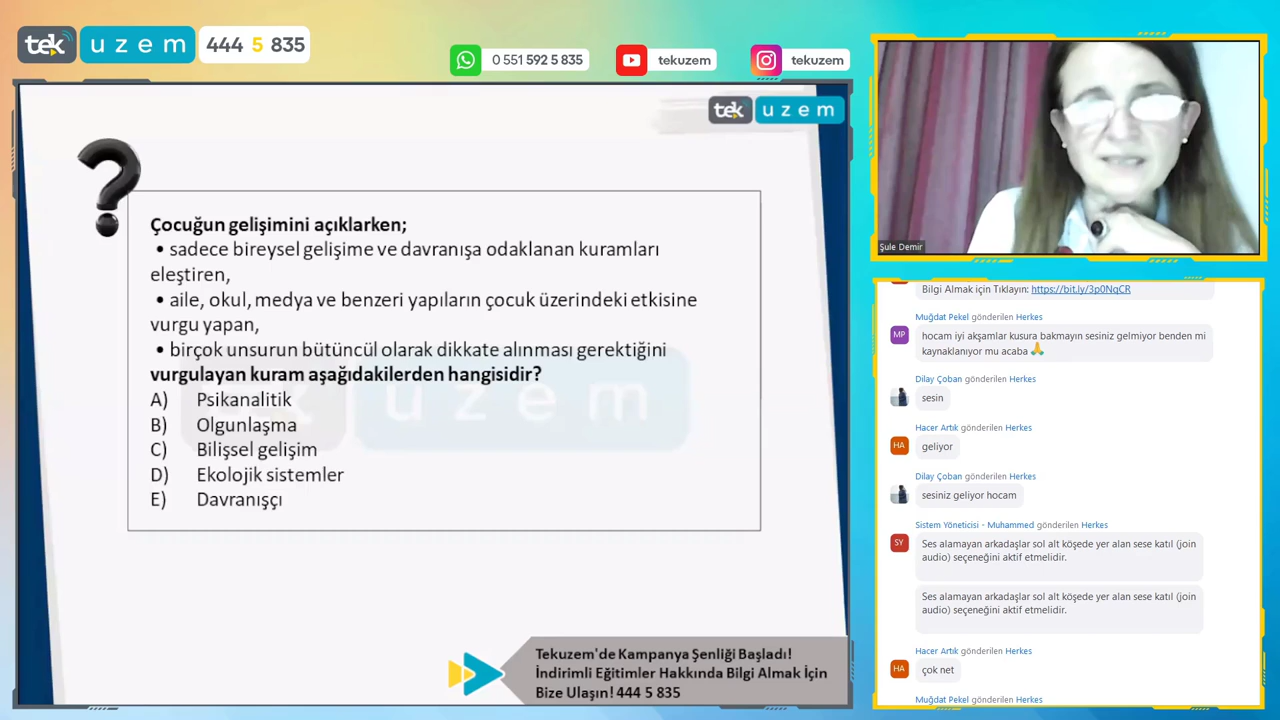 tek uzem 444 5 835
0 551 592 5 835
tekuzem
tekuzem
tek uzem
Çocuğun gelişimini açıklarken;
• sadece bireysel gelişime ve davranışa odaklanan kuramları
eleştiren,
• aile, okul, medya ve benzeri yapıların çocuk üzerindeki etkisine
vurgu yapan,
• birçok unsurun bütüncül olarak dikkate alınması gerektiğini
vurgulayan kuram aşağıdakilerden hangisidir?
A) Psikanalitik
B) Olgunlaşma
C) Bilişsel gelişim
D) Ekolojik sistemler
E) Davranışçı
tek uzem
Tekuzem'de Kampanya Şenliği Başladı!
İndirimli Eğitimler Hakkında Bilgi Almak İçin
Bize Ulaşın! 444 5 835
Şule Demir
Bilgi Almak için Tıklayın: https://bit.ly/3p0NqCR
Muğdat Pekel gönderilen Herkes
MP
hocam iyi akşamlar kusura bakmayın sesiniz gelmiyor benden mi
kaynaklanıyor mu acaba 🙏
Dilay Çoban gönderilen Herkes
sesin
Hacer Artık gönderilen Herkes
HA
geliyor
Dilay Çoban gönderilen Herkes
sesiniz geliyor hocam
Sistem Yöneticisi - Muhammed gönderilen Herkes
SY
Ses alamayan arkadaşlar sol alt köşede yer alan sese katıl (join
audio) seçeneğini aktif etmelidir.
Ses alamayan arkadaşlar sol alt köşede yer alan sese katıl (join
audio) seçeneğini aktif etmelidir.
Hacer Artık gönderilen Herkes
HA
çok net
Muğdat Pekel gönderilen Herkes